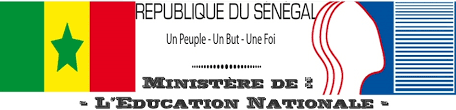 REPUBLIQUE DU SENEGAL
Un Peuple - Un But - Une Foi
Ministère de :
- L'Education Nationale -